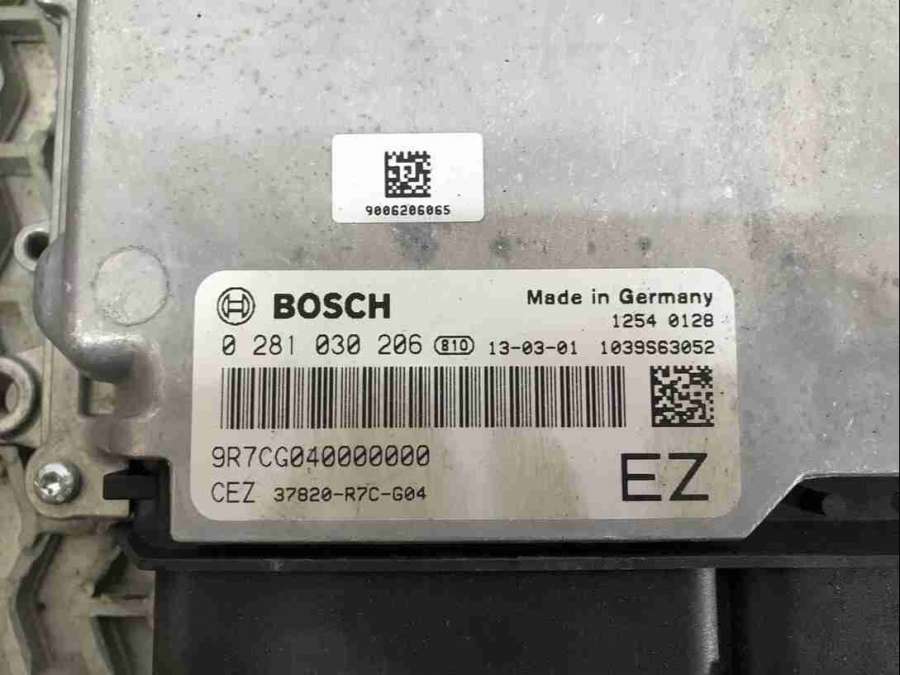 9006206065
BOSCH
Made in Germany
1254 0128
0 281 030 206 810 13-03-01 1039S63052
9R7CG040000000
CEZ 37820-R7C-G04
EZ